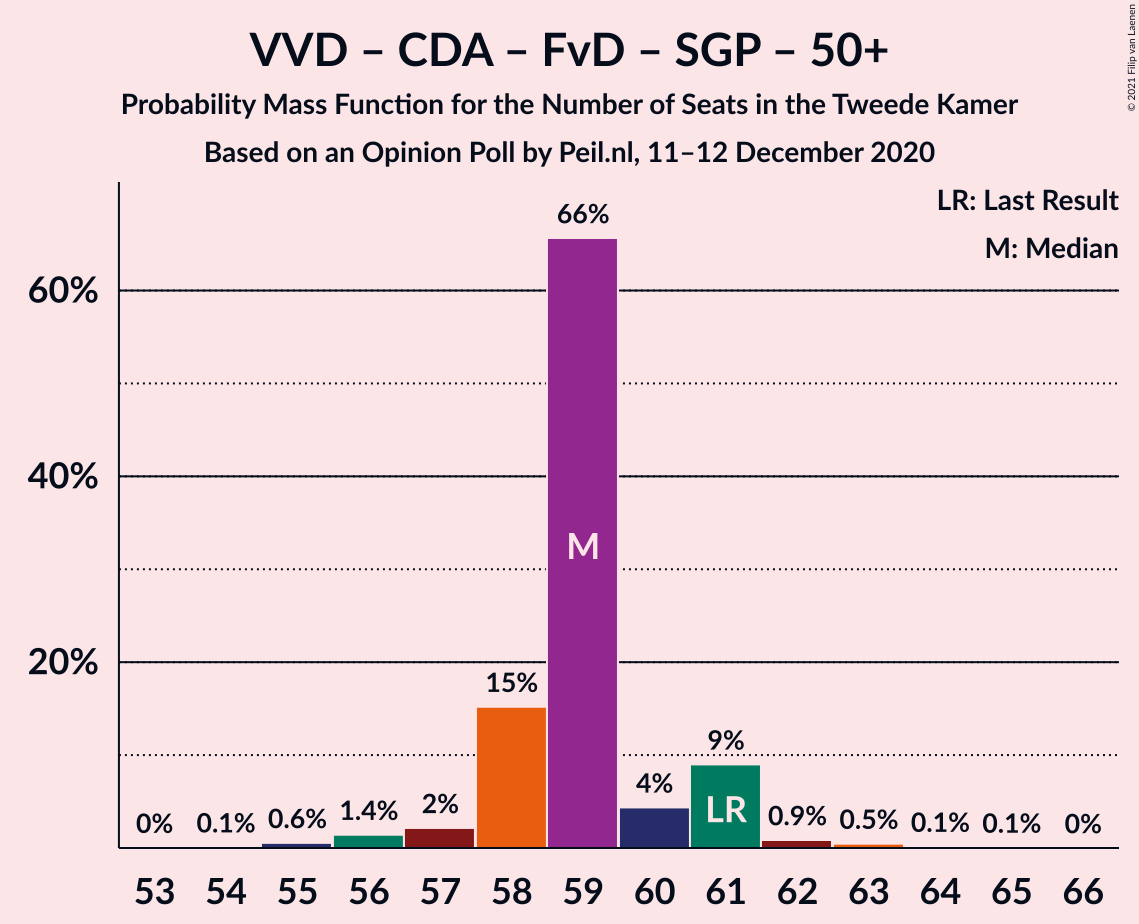 VVD – CDA – FvD – SGP – 50+
Probability Mass Function for the Number of Seats in the Tweede Kamer
Based on an Opinion Poll by Peil.nl, 11–12 December 2020
© 2021 Filip van Laenen
LR: Last Result
M: Median
60%
40%
20%
0%
0.1%
0.6%
1.4%
2%
15%
66%
4%
9%
0.9%
0.5%
0.1%
0.1%
0%
M
LR
53 54 55 56 57 58 59 60 61 62 63 64 65 66